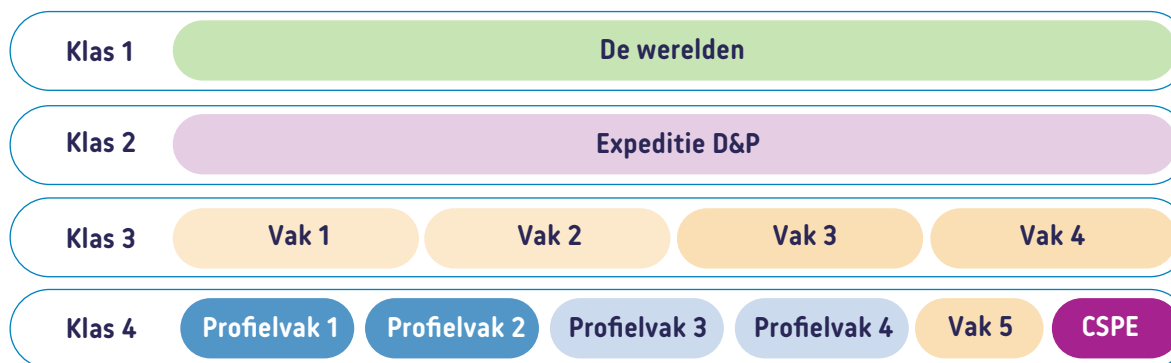 Klas 1 De werelden
Klas 2 Expeditie D&P
Klas 3 Vak 1 Vak 2 Vak 3 Vak 4
Klas 4 Profielvak 1 Profielvak 2 Profielvak 3 Profielvak 4 Vak 5 CSPE